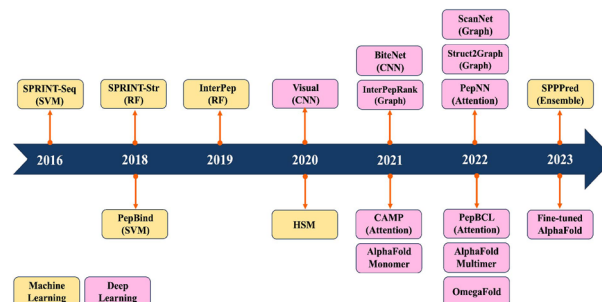 ScanNet
(Graph)
BiteNet
(CNN)
Struct2Graph
(Graph)
SPRINT-Seq
(SVM)
SPRINT-Str
(RF)
InterPep
(RF)
Visual
(CNN)
InterPepRank
(Graph)
PepNN
(Attention)
SPPPred
(Ensemble)
2016 2018 2019 2020 2021 2022 2023
PepBind
(SVM)
HSM
CAMP
(Attention)
PepBCL
(Attention)
Fine-tuned
AlphaFold
AlphaFold
Monomer
AlphaFold
Multimer
OmegaFold
Machine
Learning
Deep
Learning